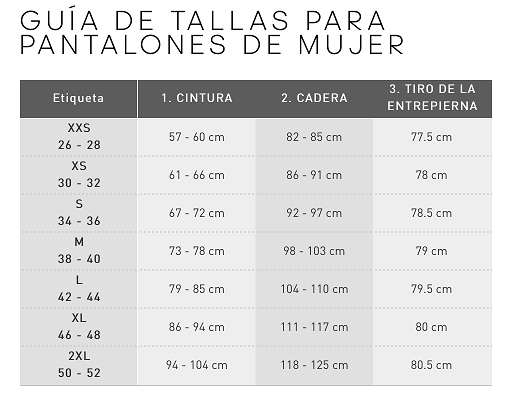 GUÍA DE TALLAS PARA
PANTALONES DE MUJER
Etiqueta 1. CINTURA 2. CADERA 3. TIRO DE LA
ENTREPIERNA
XXS
26 - 28 57 - 60 cm 82 - 85 cm 77.5 cm
XS
30 - 32 61 - 66 cm 86 - 91 cm 78 cm
S
34 - 36 67 - 72 cm 92 - 97 cm 78.5 cm
M
38 - 40 73 - 78 cm 98 - 103 cm 79 cm
L
42 - 44 79 - 85 cm 104 - 110 cm 79.5 cm
XL
46 - 48 86 - 94 cm 111 - 117 cm 80 cm
2XL
50 - 52 94 - 104 cm 118 - 125 cm 80.5 cm